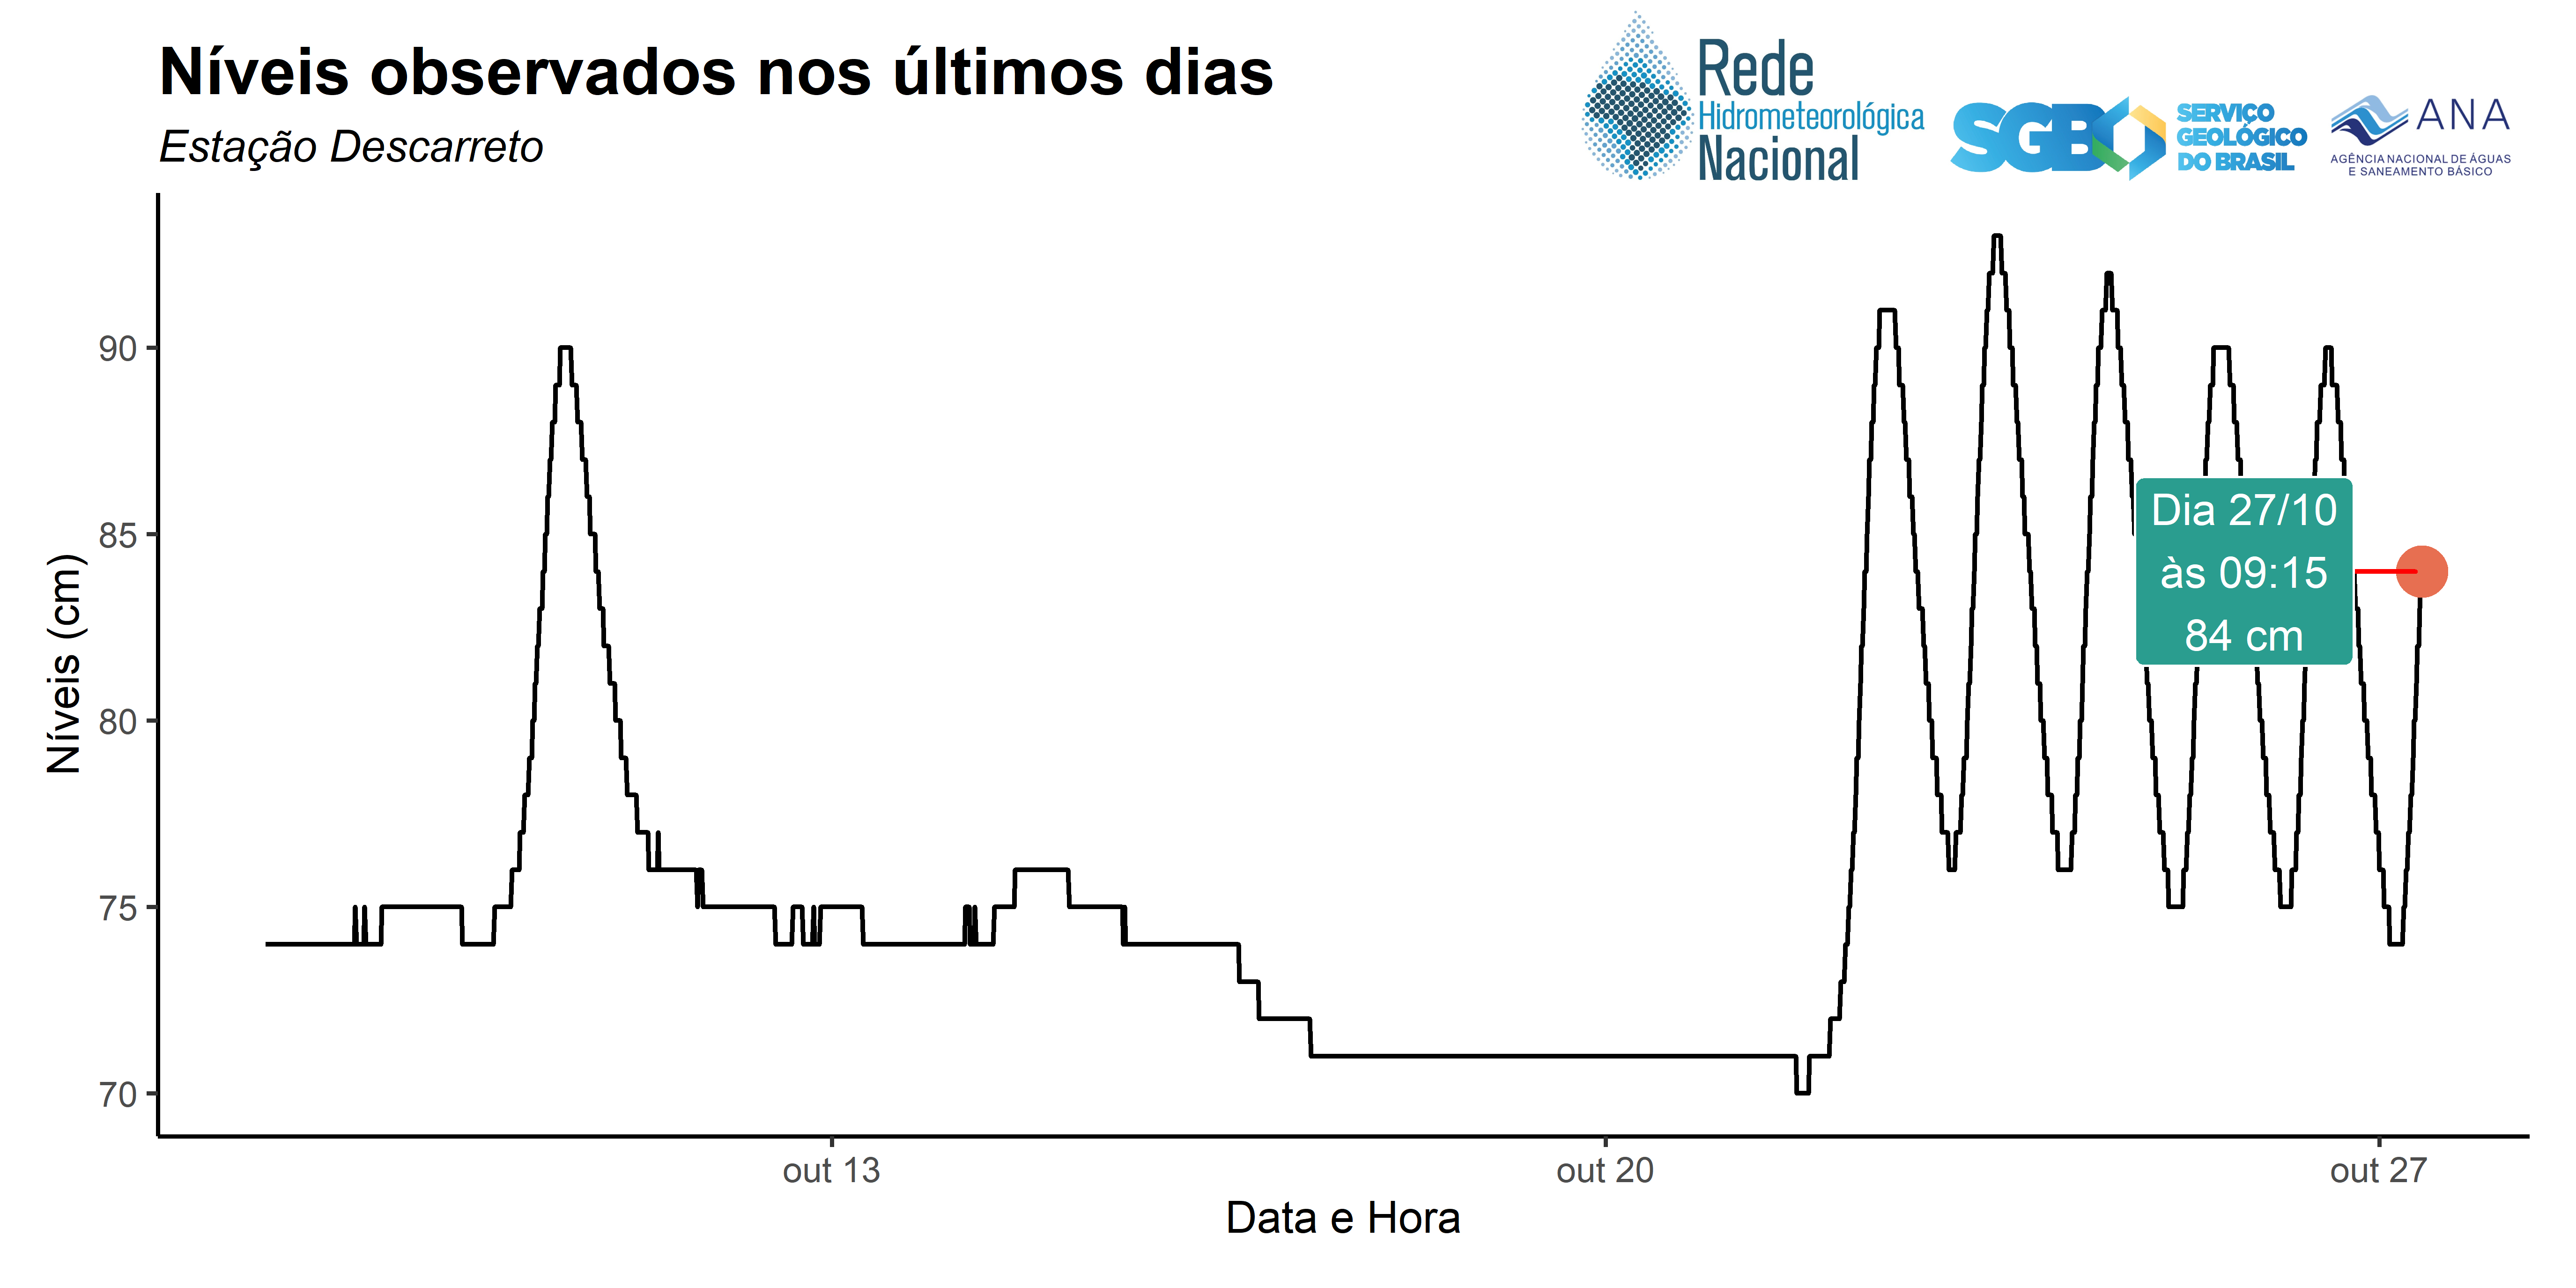 Níveis observados nos últimos dias
Estação Descarreto
Rede
Hidrometeorológica
Nacional
SGB
SERVIÇO
GEOLÓGICO
DO BRASIL
ANA
AGÊNCIA NACIONAL DE ÁGUAS
E SANEAMENTO BÁSICO
Níveis (cm)
90
85
80
75
70
Dia 27/10
às 09:15
84 cm
out 13
out 20
out 27
Data e Hora